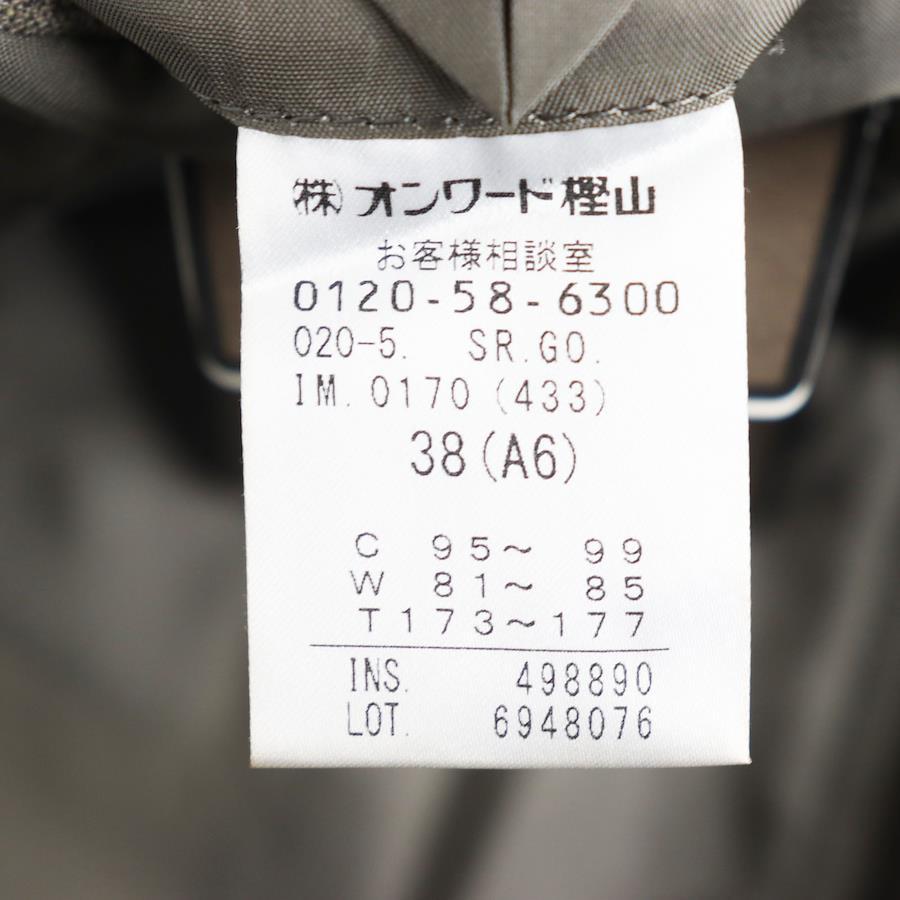 ㈱オンワード樫山
お客様相談室
0120-58-6300
020-5. SR.GO.
IM.0170(433)
38(A6)
C 95～ 99
W 81～ 85
T173～177
INS. 498890
LOT. 6948076